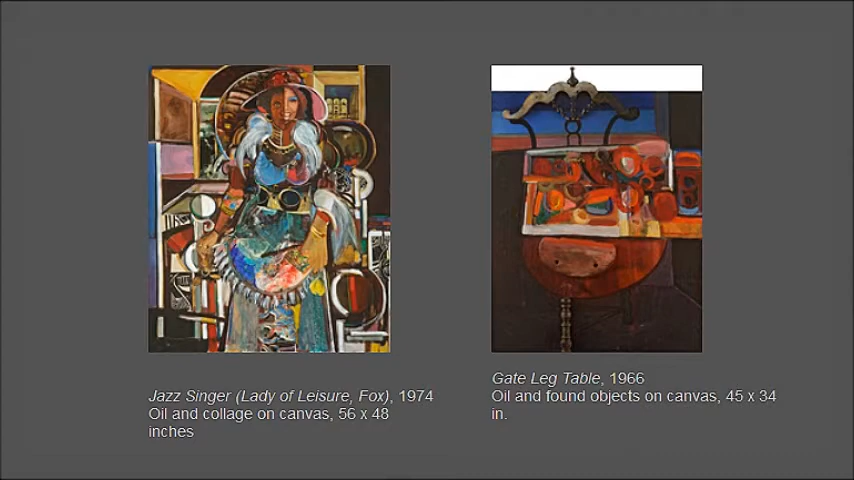 Jazz Singer (Lady of Leisure, Fox), 1974
Oil and collage on canvas, 56 x 48
inches
Gate Leg Table, 1966
Oil and found objects on canvas, 45 x 34
in.